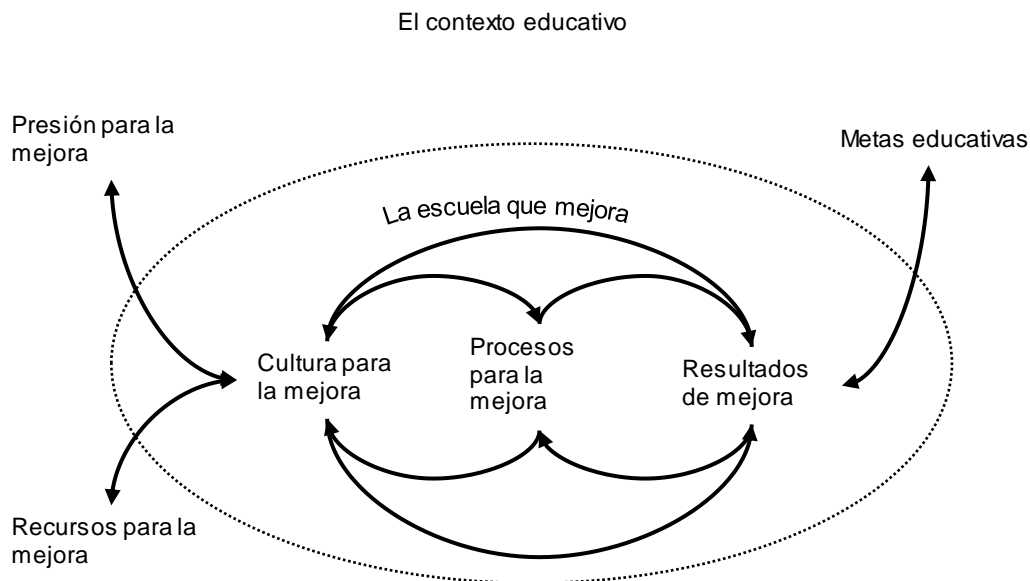 El contexto educativo
Presión para la
mejora
Metas educativas
La escuela que mejora
Cultura para
la mejora
Procesos
para la
mejora
Resultados
de mejora
Recursos para la
mejora